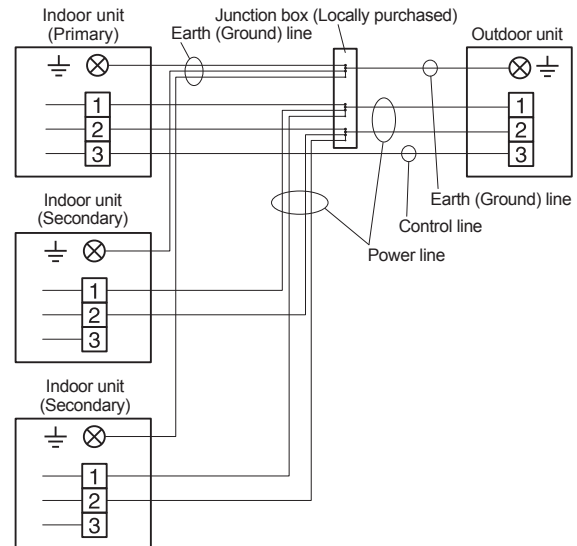 Indoor unit
(Primary)
Junction box (Locally purchased)
Earth (Ground) line
Outdoor unit
1
2
3
1
2
3
Earth (Ground) line
Control line
Power line
Indoor unit
(Secondary)
1
2
3
Indoor unit
(Secondary)
1
2
3